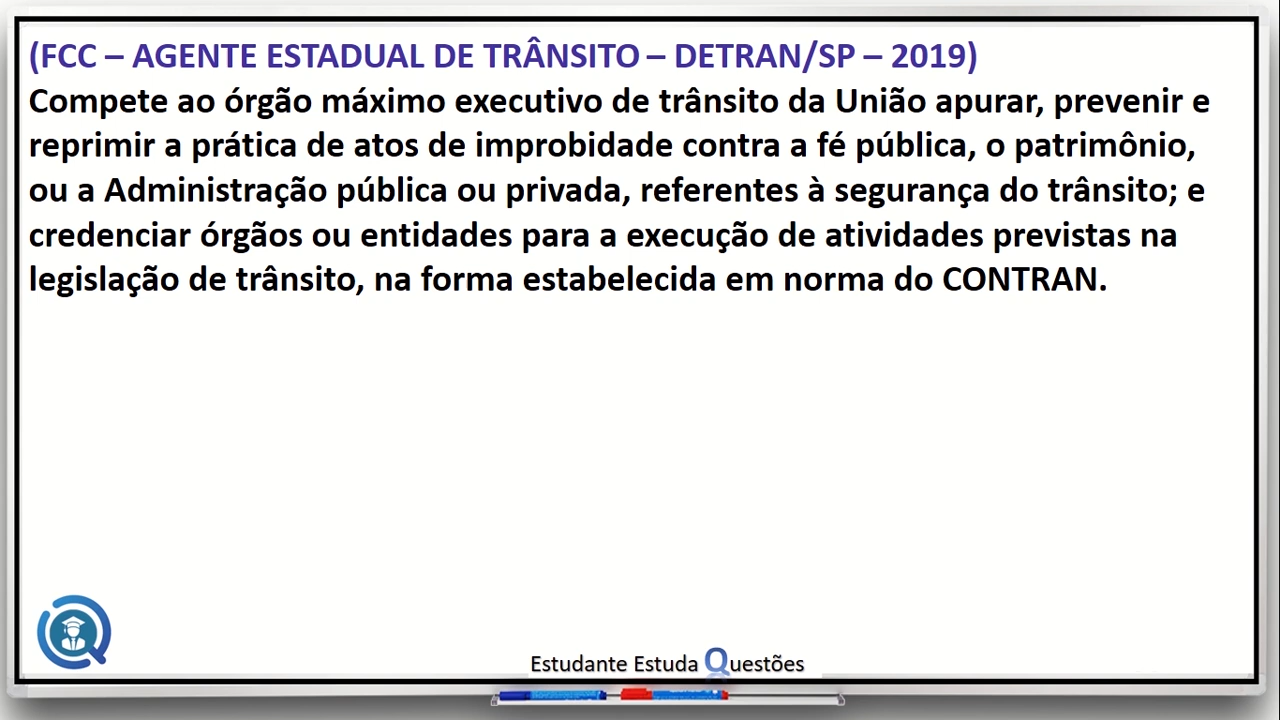 (FCC – AGENTE ESTADUAL DE TRÂNSITO – DETRAN/SP – 2019)
Compete ao órgão máximo executivo de trânsito da União apurar, prevenir e
reprimir a prática de atos de improbidade contra a fé pública, o patrimônio,
ou a Administração pública ou privada, referentes à segurança do trânsito; e
credenciar órgãos ou entidades para a execução de atividades previstas na
legislação de trânsito, na forma estabelecida em norma do CONTRAN.
Estudante Estuda Questões